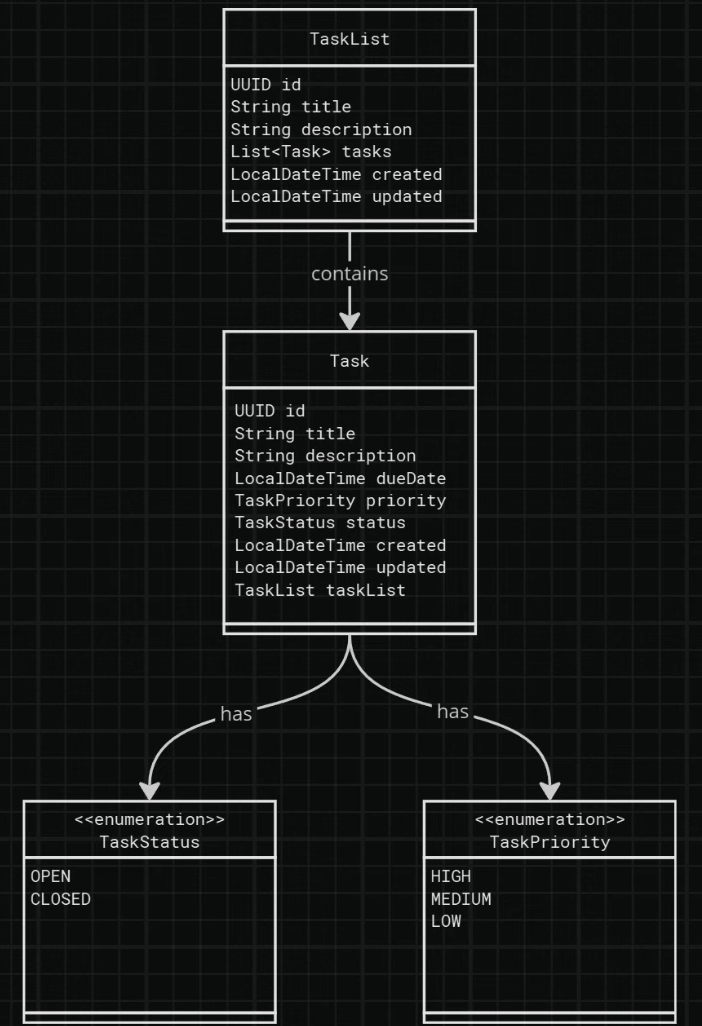 TaskList
UUID id
String title
String description
List<Task> tasks
LocalDateTime created
LocalDateTime updated
contains
Task
UUID id
String title
String description
LocalDateTime dueDate
TaskPriority priority
TaskStatus status
LocalDateTime created
LocalDateTime updated
TaskList taskList
has
has
<<enumeration>>
TaskStatus
OPEN
CLOSED
<<enumeration>>
TaskPriority
HIGH
MEDIUM
LOW